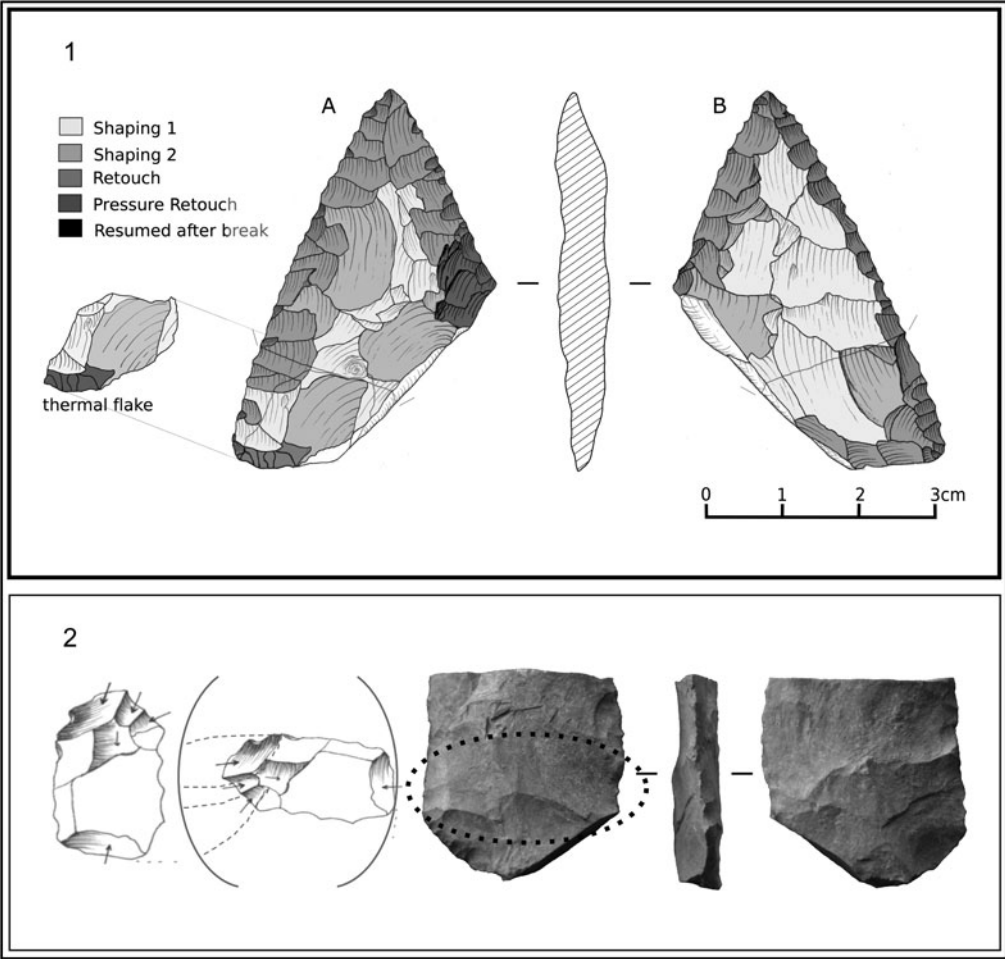 1
A
B
Shaping 1
Shaping 2
Retouch
Pressure Retouch
Resumed after break
thermal flake
0 1 2 3cm
2